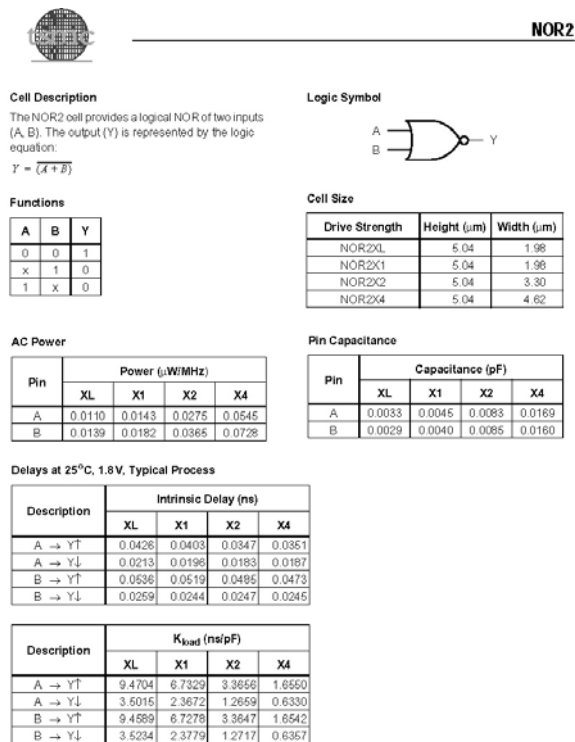 tsmc
NOR2
Cell Description
The NOR2 cell provides a logical NOR of two inputs
(A, B). The output (Y) is represented by the logic
equation:
Y = (A + B)
Logic Symbol
A
B
Y
Functions
A B Y
0 0 1
x 1 0
1 x 0
Cell Size
Drive Strength Height (μm) Width (μm)
NOR2XL 5.04 1.98
NOR2X1 5.04 1.98
NOR2X2 5.04 3.30
NOR2X4 5.04 4.62
AC Power
Pin Power (μW/MHz)
XL X1 X2 X4
A 0.0110 0.0143 0.0275 0.0545
B 0.0139 0.0182 0.0365 0.0728
Pin Capacitance
Pin Capacitance (pF)
XL X1 X2 X4
A 0.0033 0.0045 0.0083 0.0169
B 0.0029 0.0040 0.0085 0.0160
Delays at 25°C, 1.8V, Typical Process
Description Intrinsic Delay (ns)
XL X1 X2 X4
A → Y↑ 0.0426 0.0403 0.0347 0.0351
A → Y↓ 0.0213 0.0196 0.0183 0.0187
B → Y↑ 0.0536 0.0519 0.0485 0.0473
B → Y↓ 0.0259 0.0244 0.0247 0.0245
Description Kload (ns/pF)
XL X1 X2 X4
A → Y↑ 9.4704 6.7329 3.3656 1.6550
A → Y↓ 3.5015 2.3672 1.2659 0.6330
B → Y↑ 9.4589 6.7278 3.3647 1.6542
B → Y↓ 3.5234 2.3779 1.2717 0.6357